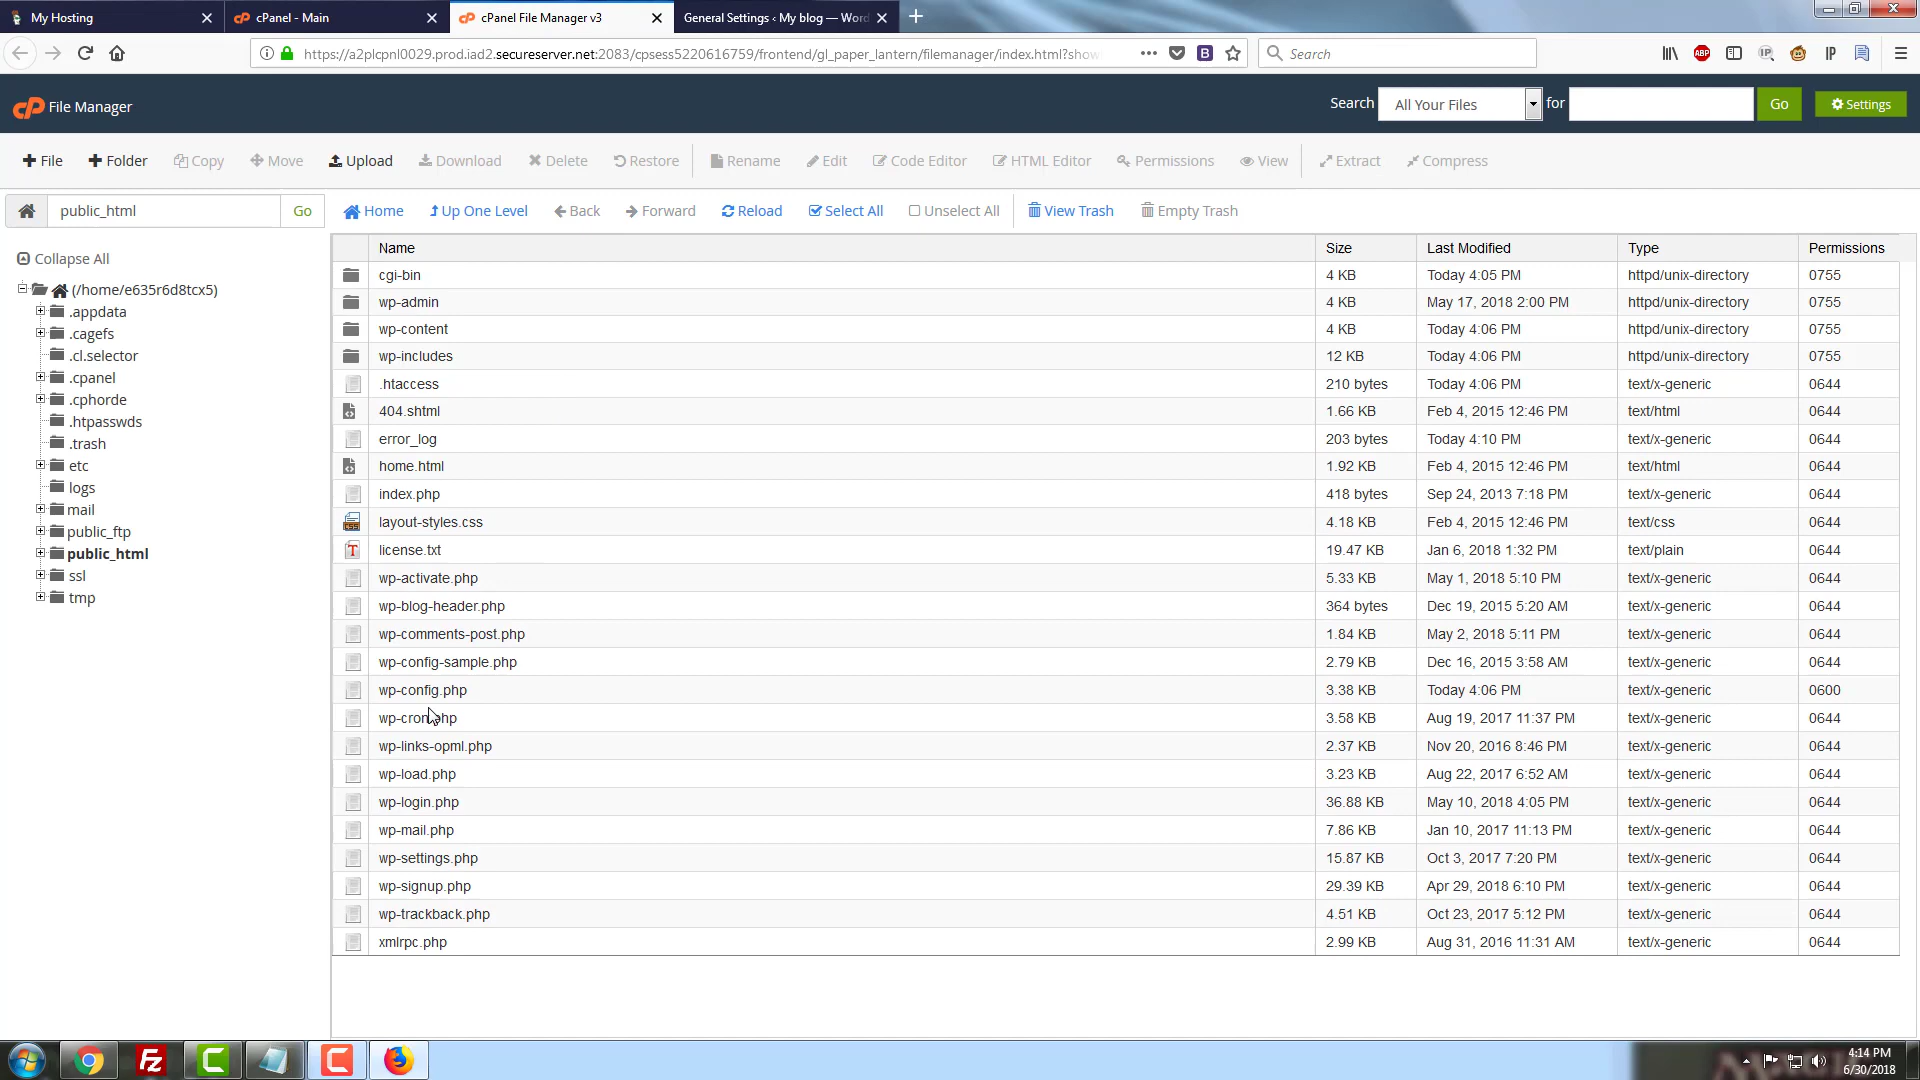 My Hosting
cPanel - Main
cPanel File Manager v3
General Settings ‹ My blog — Word
https://a2plcpnl0029.prod.iad2.secureserver.net:2083/cpsess5220616759/frontend/gl_paper_lantern/filemanager/index.html?show
Search
ABP
IP
cP File Manager
Search All Your Files for Go Settings
File Folder Copy Move Upload Download Delete Restore Rename Edit Code Editor HTML Editor Permissions View Extract Compress
public_html Go Home Up One Level Back Forward Reload Select All Unselect All View Trash Empty Trash
Collapse All
(/home/e635r6d8tcx5)
.appdata
.cagefs
.cl.selector
.cpanel
.cphorde
.htpasswds
.trash
etc
logs
mail
public_ftp
public_html
ssl
tmp
Name Size Last Modified Type Permissions
cgi-bin 4 KB Today 4:05 PM httpd/unix-directory 0755
wp-admin 4 KB May 17, 2018 2:00 PM httpd/unix-directory 0755
wp-content 4 KB Today 4:06 PM httpd/unix-directory 0755
wp-includes 12 KB Today 4:06 PM httpd/unix-directory 0755
.htaccess 210 bytes Today 4:06 PM text/x-generic 0644
404.shtml 1.66 KB Feb 4, 2015 12:46 PM text/html 0644
error_log 203 bytes Today 4:10 PM text/x-generic 0644
home.html 1.92 KB Feb 4, 2015 12:46 PM text/html 0644
index.php 418 bytes Sep 24, 2013 7:18 PM text/x-generic 0644
layout-styles.css 4.18 KB Feb 4, 2015 12:46 PM text/css 0644
license.txt 19.47 KB Jan 6, 2018 1:32 PM text/plain 0644
wp-activate.php 5.33 KB May 1, 2018 5:10 PM text/x-generic 0644
wp-blog-header.php 364 bytes Dec 19, 2015 5:20 AM text/x-generic 0644
wp-comments-post.php 1.84 KB May 2, 2018 5:11 PM text/x-generic 0644
wp-config-sample.php 2.79 KB Dec 16, 2015 3:58 AM text/x-generic 0644
wp-config.php 3.38 KB Today 4:06 PM text/x-generic 0600
wp-cron.php 3.58 KB Aug 19, 2017 11:37 PM text/x-generic 0644
wp-links-opml.php 2.37 KB Nov 20, 2016 8:46 PM text/x-generic 0644
wp-load.php 3.23 KB Aug 22, 2017 6:52 AM text/x-generic 0644
wp-login.php 36.88 KB May 10, 2018 4:05 PM text/x-generic 0644
wp-mail.php 7.86 KB Jan 10, 2017 11:13 PM text/x-generic 0644
wp-settings.php 15.87 KB Oct 3, 2017 7:20 PM text/x-generic 0644
wp-signup.php 29.39 KB Apr 29, 2018 6:10 PM text/x-generic 0644
wp-trackback.php 4.51 KB Oct 23, 2017 5:12 PM text/x-generic 0644
xmlrpc.php 2.99 KB Aug 31, 2016 11:31 AM text/x-generic 0644
4:14 PM
6/30/2018